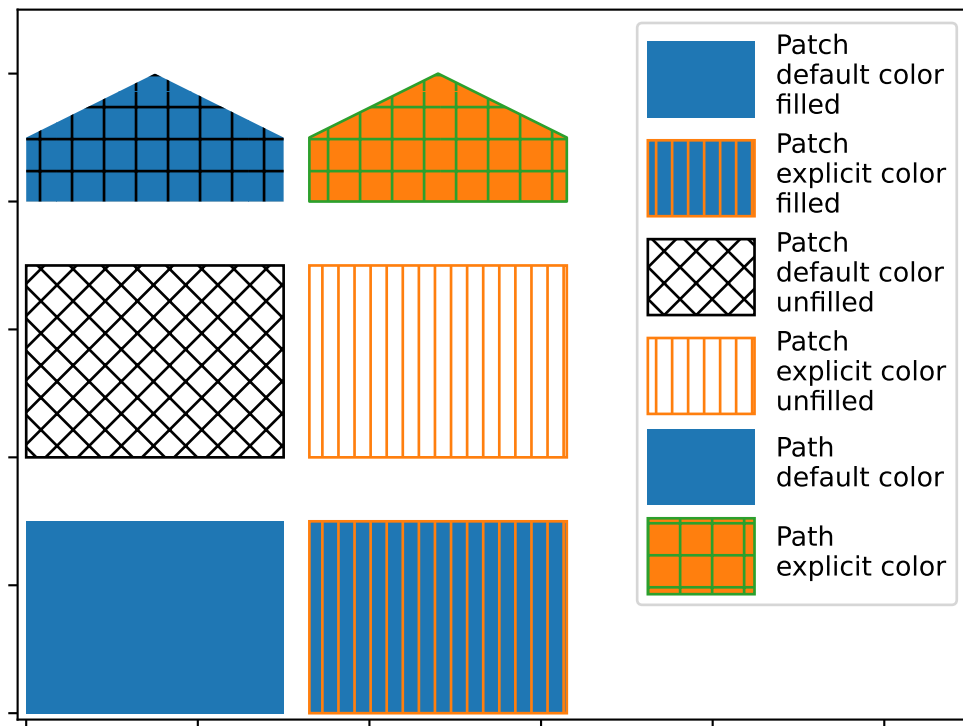 Patch
default color
filled
Patch
explicit color
filled
Patch
default color
unfilled
Patch
explicit color
unfilled
Path
default color
Path
explicit color